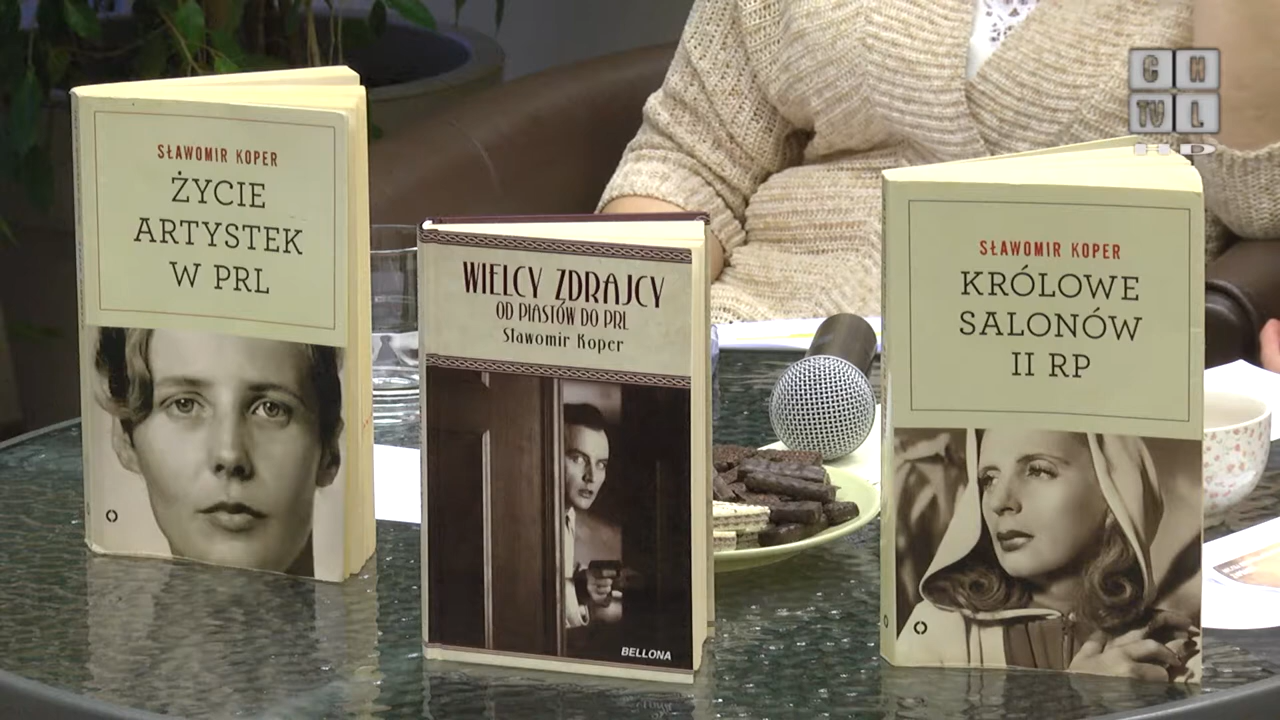 SŁAWOMIR KOPER
ŻYCIE
ARTYSTEK
W PRL
WIELCY ZDRAJCY
OD PIASTÓW DO PRL
Sławomir Koper
BELLONA
SŁAWOMIR KOPER
KRÓLOWE
SALONÓW
II RP
C H
TV L
HD